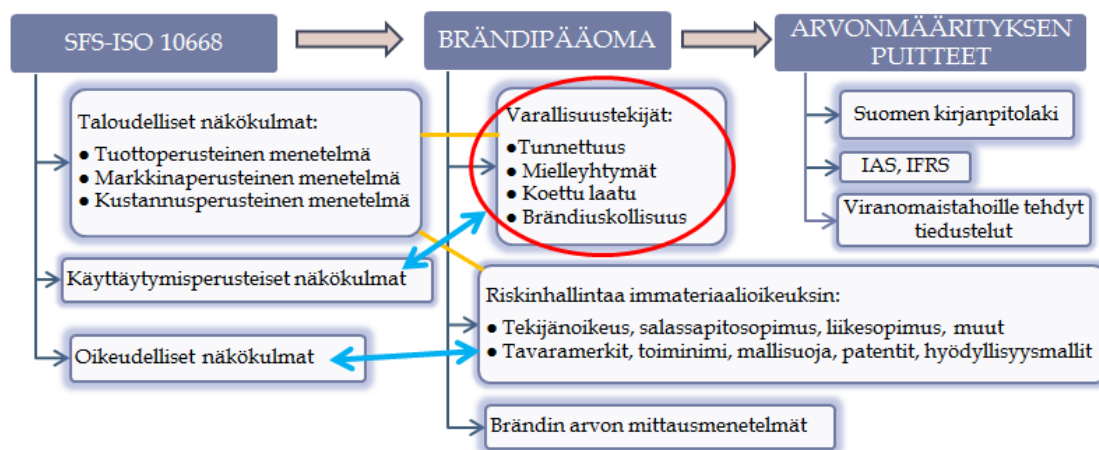 SFS-ISO 10668
Taloudelliset näkökulmat:
● Tuottoperusteinen menetelmä
● Markkinaperusteinen menetelmä
● Kustannusperusteinen menetelmä
Käyttäytymisperusteiset näkökulmat
Oikeudelliset näkökulmat
BRÄNDIPÄÄOMA
Varallisuustekijät:
●Tunnettuus
● Mielleyhtymät
● Koettu laatu
● Brändiuskollisuus
Riskinhallintaa immateriaalioikeuksin:
● Tekijänoikeus, salassapitosopimus, liikesopimus, muut
● Tavaramerkit, toiminimi, mallisuoja, patentit, hyödyllisyysmallit
Brändin arvon mittausmenetelmät
ARVONMÄÄRITYKSEN
PUITTEET
Suomen kirjanpitolaki
IAS, IFRS
Viranomaistahoille tehdyt
tiedustelut